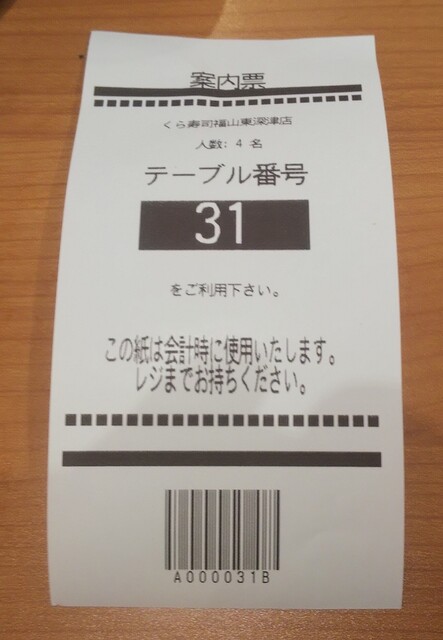 案内票
くら寿司福山東深津店
人数: 4 名
テーブル番号
31
をご利用下さい。
この紙は会計時に使用いたします。
レジまでお持ちください。
A000031B